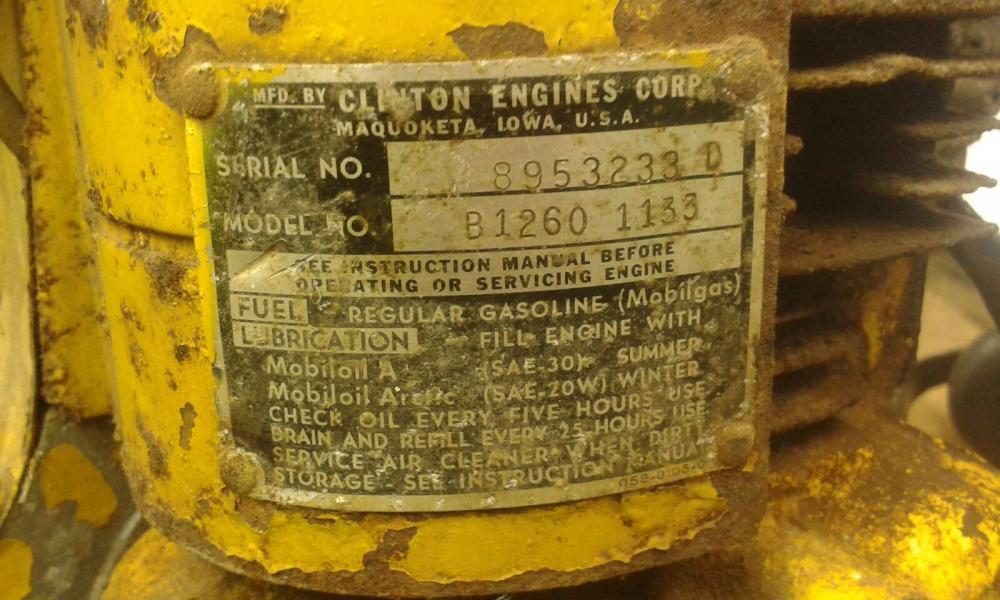 MFD. BY CLINTON ENGINES CORP.
MAQUOKETA, IOWA, U.S.A.
SERIAL NO. 8953233 D
MODEL NO. B1260 1133
SEE INSTRUCTION MANUAL BEFORE
OPERATING OR SERVICING ENGINE
FUEL - REGULAR GASOLINE (Mobilgas)
LUBRICATION - FILL ENGINE WITH
Mobiloil A (SAE-30)- SUMMER
Mobiloil Arctic (SAE-20W) WINTER
CHECK OIL EVERY FIVE HOURS USE
DRAIN AND REFILL EVERY 25 HOURS USE
SERVICE AIR CLEANER WHEN DIRTY
STORAGE - SEE INSTRUCTION MANUAL